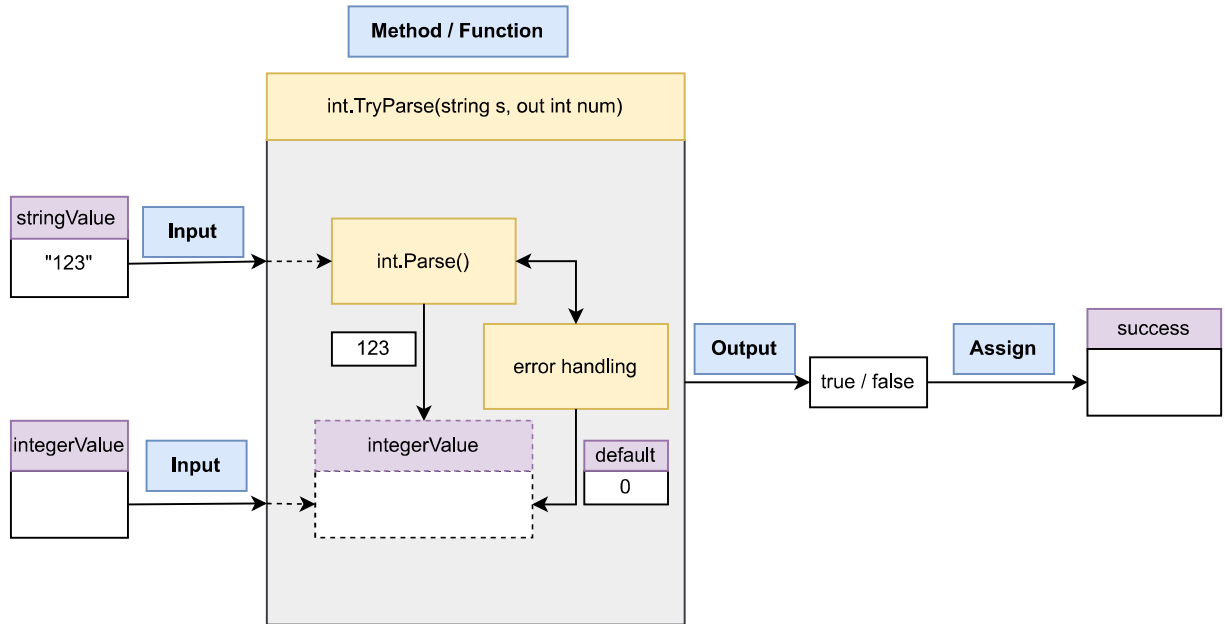 Method / Function
int.TryParse(string s, out int num)
stringValue
"123"
Input
int.Parse()
123
error handling
Output
true / false
Assign
success
integerValue
Input
integerValue
default
0